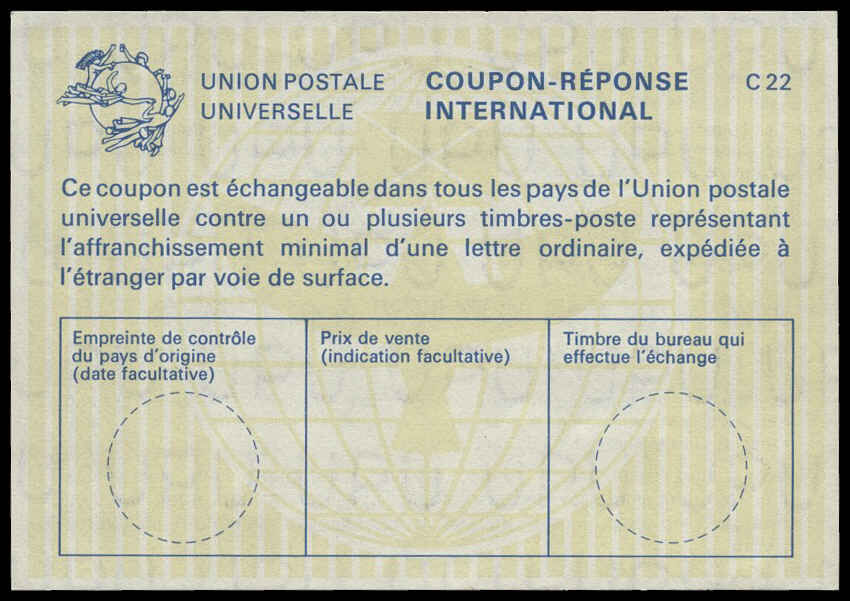 UNION POSTALE
UNIVERSELLE
COUPON-RÉPONSE
INTERNATIONAL
C 22
Ce coupon est échangeable dans tous les pays de l'Union postale
universelle contre un ou plusieurs timbres-poste représentant
l'affranchissement minimal d'une lettre ordinaire, expédiée à
l'étranger par voie de surface.
Empreinte de contrôle
du pays d'origine
(date facultative)
Prix de vente
(indication facultative)
Timbre du bureau qui
effectue l'échange